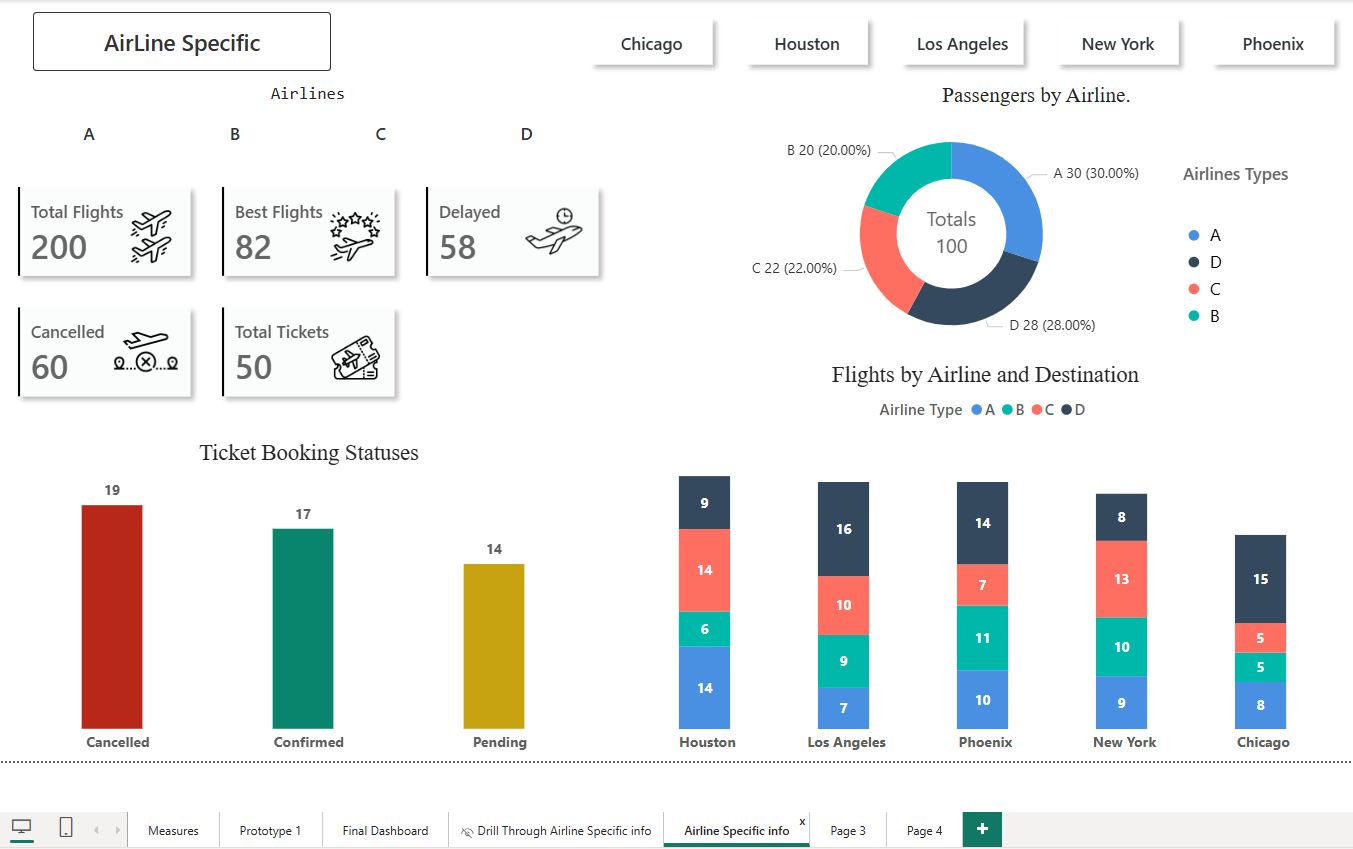 AirLine Specific
Chicago
Houston
Los Angeles
New York
Phoenix
Airlines
A
B
C
D
Total Flights
200
Best Flights
82
Delayed
58
Cancelled
60
Total Tickets
50
Passengers by Airline.
B 20 (20.00%)
A 30 (30.00%)
Totals
100
C 22 (22.00%)
D 28 (28.00%)
Airlines Types
A
D
C
B
Ticket Booking Statuses
19
17
14
Cancelled
Confirmed
Pending
Flights by Airline and Destination
Airline Type A B C D
9
14
6
14
16
10
9
7
14
7
11
10
8
13
10
9
15
5
5
8
Houston
Los Angeles
Phoenix
New York
Chicago
Measures
Prototype 1
Final Dashboard
Drill Through Airline Specific info
Airline Specific info
x
Page 3
Page 4
+